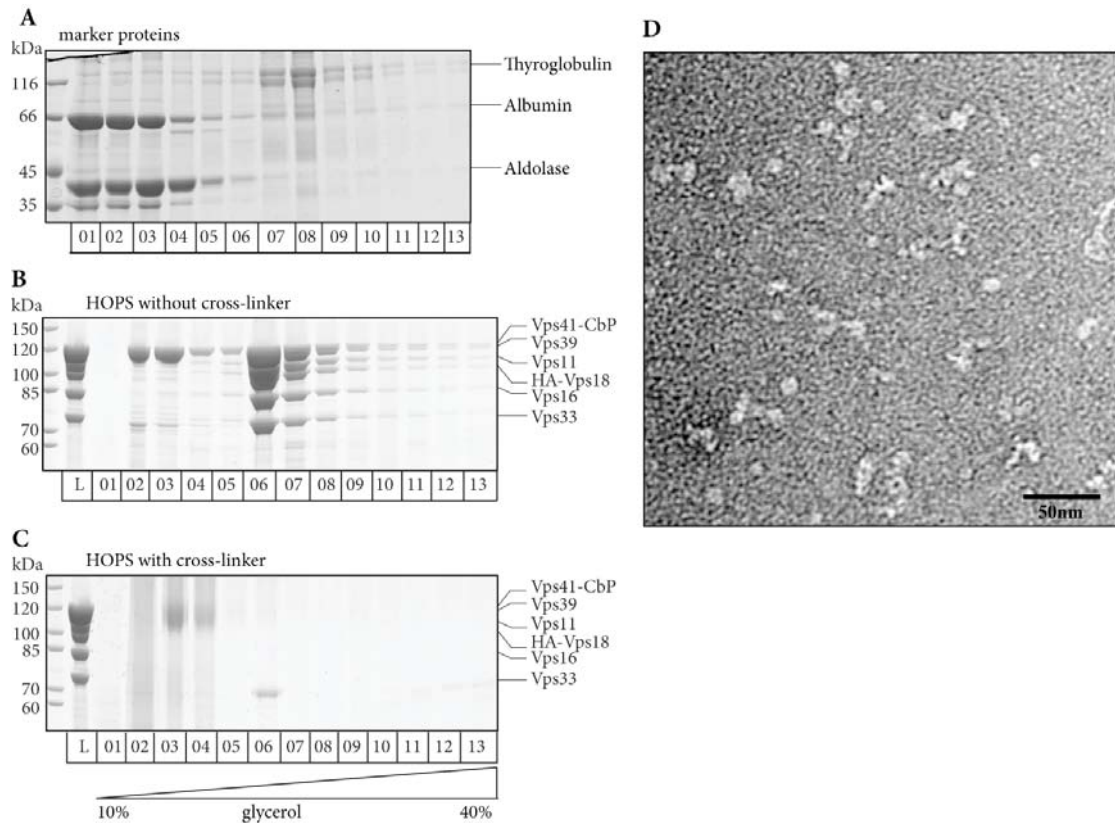 A
kDa marker proteins
116
66
45
35
Thyroglobulin
Albumin
Aldolase
01 02 03 04 05 06 07 08 09 10 11 12 13
B
HOPS without cross-linker
kDa
150
120
100
85
70
60
Vps41-CbP
Vps39
Vps11
HA-Vps18
Vps16
Vps33
L 01 02 03 04 05 06 07 08 09 10 11 12 13
C
HOPS with cross-linker
kDa
150
120
100
85
70
60
Vps41-CbP
Vps39
Vps11
HA-Vps18
Vps16
Vps33
L 01 02 03 04 05 06 07 08 09 10 11 12 13
10% glycerol 40%
D
50nm